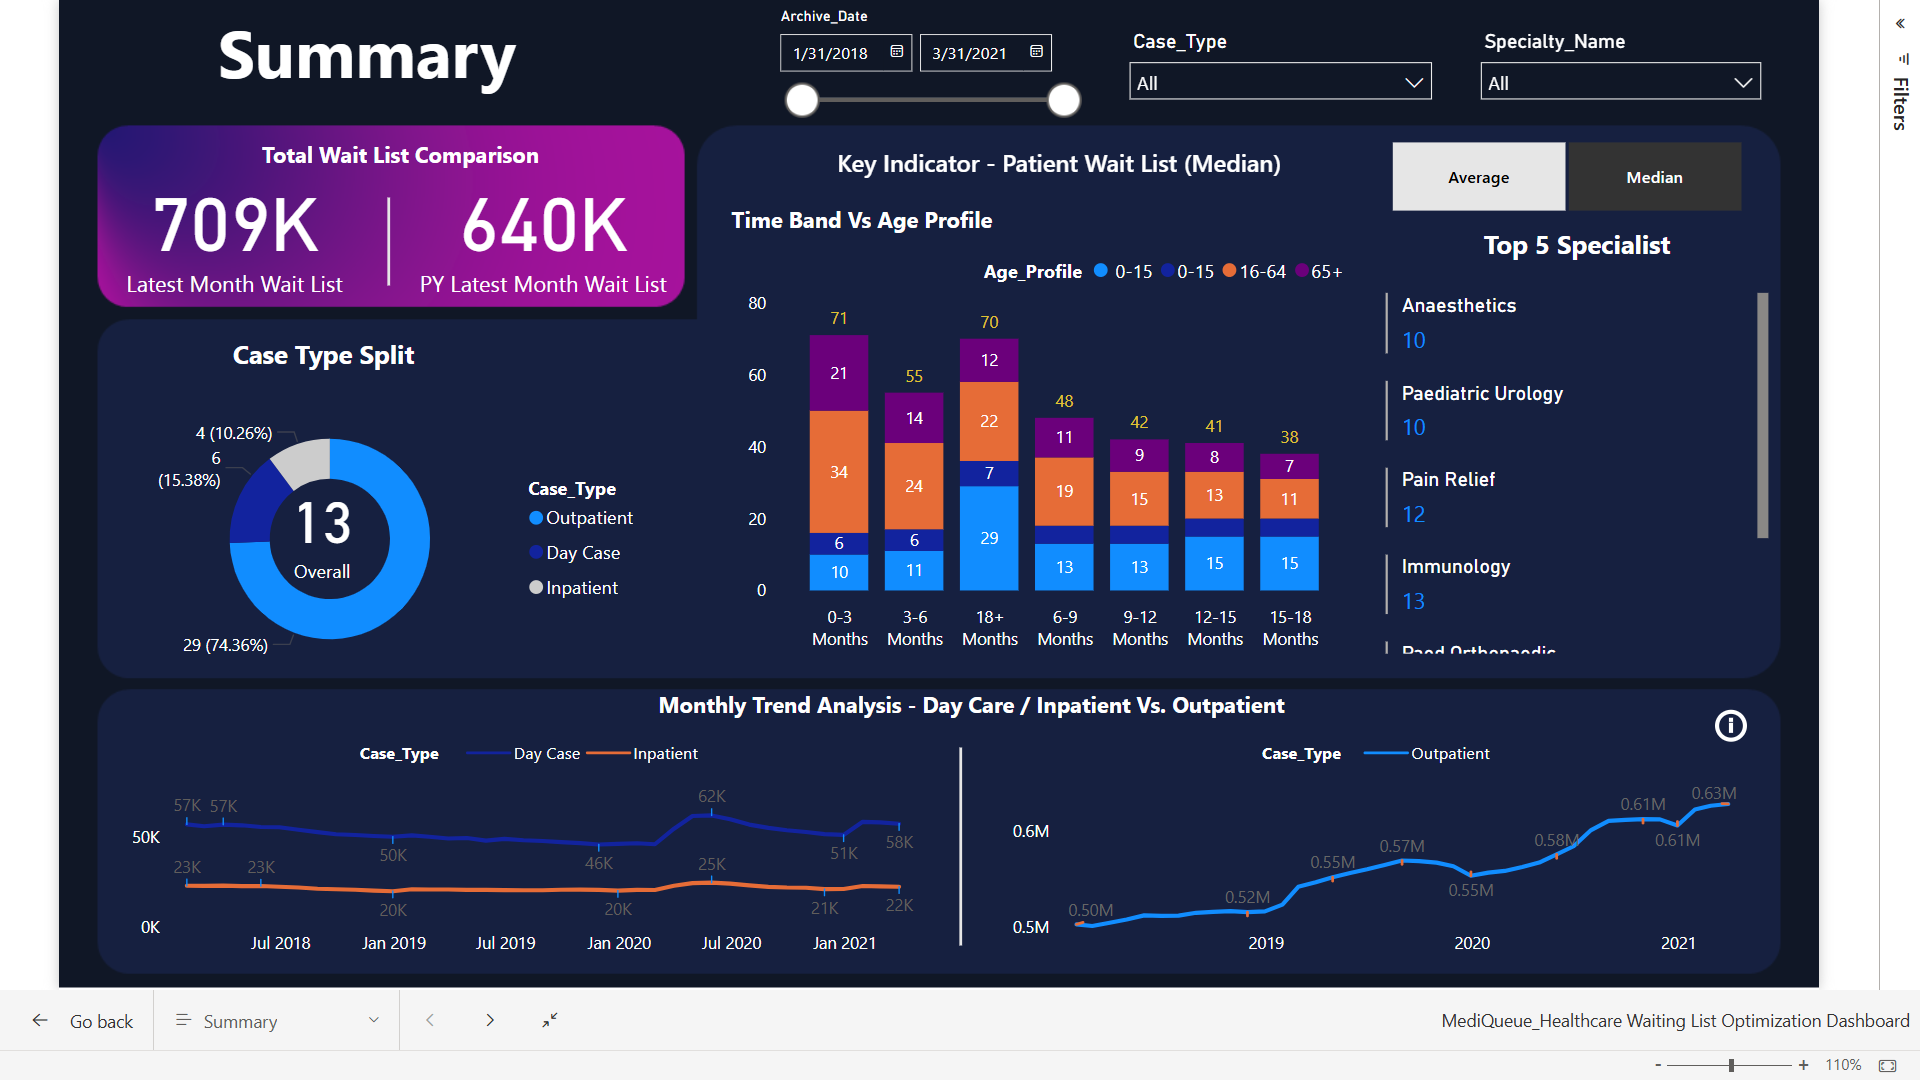 Summary
Archive_Date
1/31/2018
3/31/2021
Case_Type
All
Specialty_Name
All
«
Filters
Total Wait List Comparison
709K
Latest Month Wait List
640K
PY Latest Month Wait List
Key Indicator - Patient Wait List (Median)
Average
Median
Time Band Vs Age Profile
Age_Profile 0-15 0-15 16-64 65+
80
60
40
20
0
71
21
34
6
10
55
14
24
6
11
70
12
22
7
29
48
11
19
13
42
9
15
13
41
8
13
15
38
7
11
15
0-3 Months
3-6 Months
18+ Months
6-9 Months
9-12 Months
12-15 Months
15-18 Months
Top 5 Specialist
Anaesthetics
10
Paediatric Urology
10
Pain Relief
12
Immunology
13
Paed Orthopaedic
Case Type Split
4 (10.26%)
6
(15.38%)
29 (74.36%)
13
Overall
Case_Type
Outpatient
Day Case
Inpatient
Monthly Trend Analysis - Day Care / Inpatient Vs. Outpatient
Case_Type Day Case Inpatient
50K
0K
57K 57K
50K
46K
62K
51K
58K
23K
23K
20K
20K
25K
21K
22K
Jul 2018 Jan 2019 Jul 2019 Jan 2020 Jul 2020 Jan 2021
Case_Type Outpatient
0.6M
0.5M
0.50M
0.52M
0.55M
0.57M
0.55M
0.58M
0.61M
0.61M
0.63M
2019 2020 2021
Go back
Summary
MediQueue_Healthcare Waiting List Optimization Dashboard
- + 110%